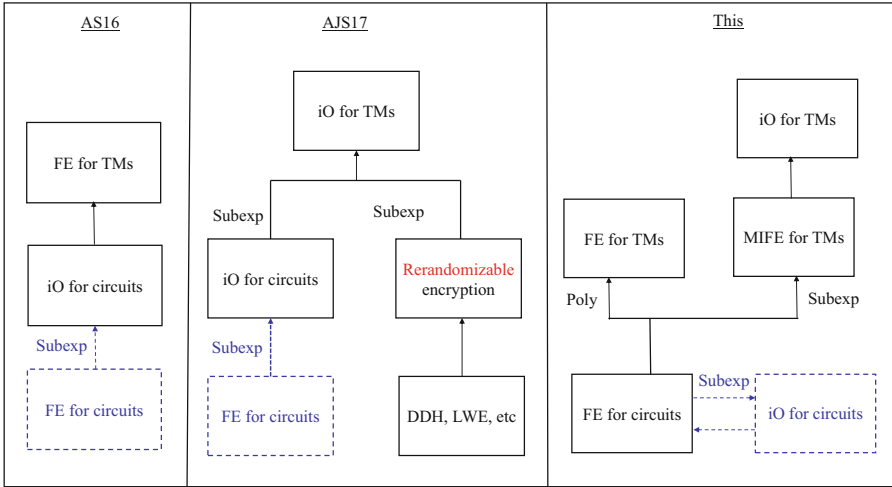 AS16
FE for TMs
iO for circuits
Subexp
FE for circuits
AJS17
iO for TMs
Subexp
Subexp
iO for circuits
Rerandomizable
encryption
Subexp
FE for circuits
DDH, LWE, etc
This
iO for TMs
FE for TMs
MIFE for TMs
Poly
Subexp
Subexp
FE for circuits
iO for circuits